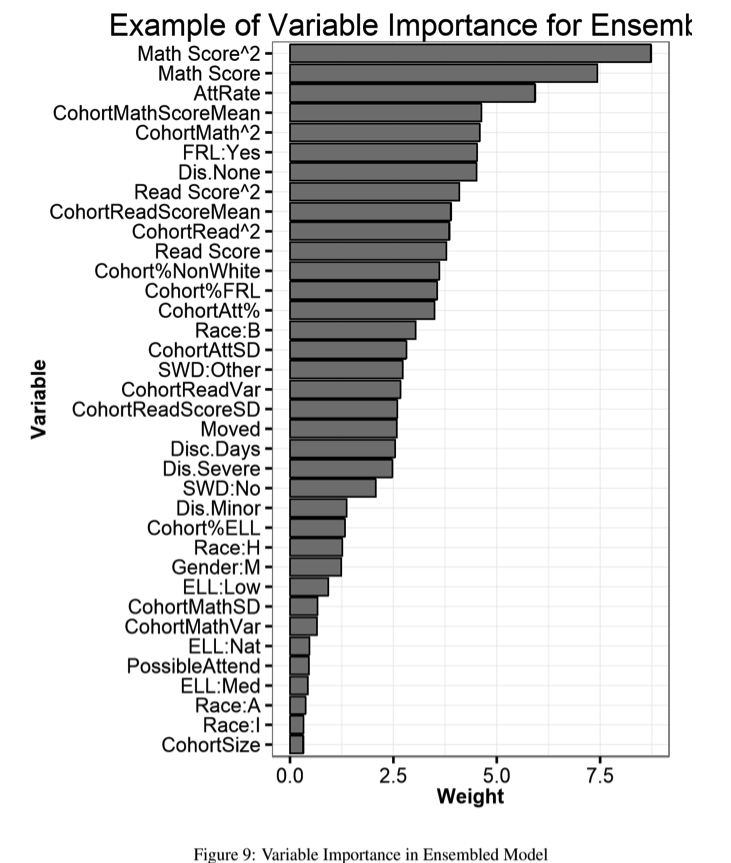 Example of Variable Importance for Ensemb
Math Score^2
Math Score
AttRate
CohortMathScoreMean
CohortMath^2
FRL:Yes
Dis.None
Read Score^2
CohortReadScoreMean
CohortRead^2
Read Score
Cohort%NonWhite
Cohort%FRL
CohortAtt%
Race:B
CohortAttSD
SWD:Other
CohortReadVar
CohortReadScoreSD
Moved
Disc.Days
Dis.Severe
SWD:No
Dis.Minor
Cohort%ELL
Race:H
Gender:M
ELL:Low
CohortMathSD
CohortMathVar
ELL:Nat
PossibleAttend
ELL:Med
Race:A
Race:I
CohortSize
Variable
0.0 2.5 5.0 7.5
Weight
Figure 9: Variable Importance in Ensembled Model